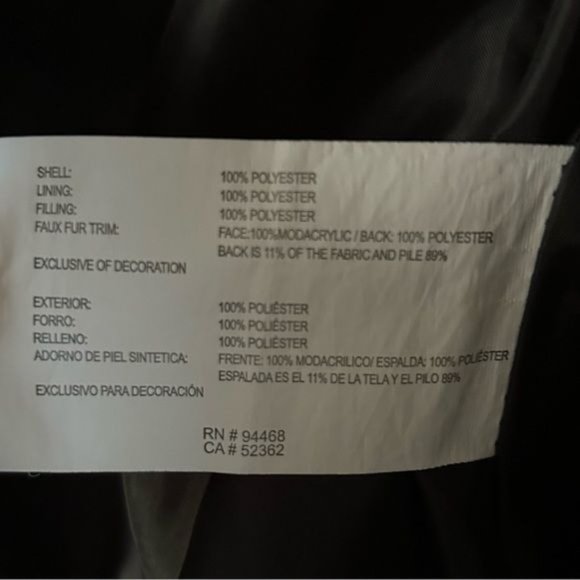 SHELL: 100% POLYESTER
LINING: 100% POLYESTER
FILLING: 100% POLYESTER
FAUX FUR TRIM: FACE:100%MODACRYLIC / BACK: 100% POLYESTER
BACK IS 11% OF THE FABRIC AND PILE 89%
EXCLUSIVE OF DECORATION
EXTERIOR: 100% POLIÉSTER
FORRO: 100% POLIÉSTER
RELLENO: 100% POLIÉSTER
ADORNO DE PIEL SINTETICA: FRENTE: 100% MODACRILICO/ ESPALDA: 100% POLIÉSTER
ESPALADA ES EL 11% DE LA TELA Y EL PILO 89%
EXCLUSIVO PARA DECORACIÓN
RN # 94468
CA # 52362